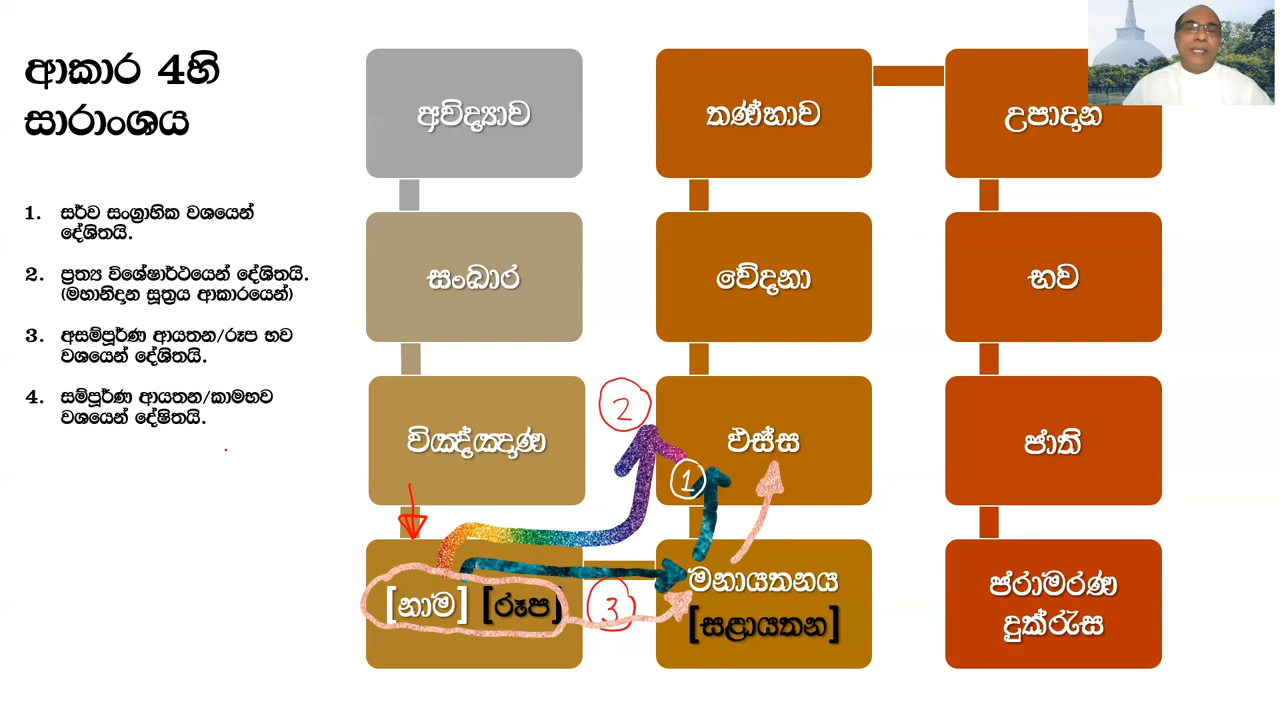 ආකාර 4හි
සාරාංශය
1. සර්ව සංග්‍රාහික වශයෙන්
දේශිතයි.
2. ප්‍රත්‍ය විශේෂාර්ථයෙන් දේශිතයි.
(මහානිදාන සූත්‍රය ආකාරයෙන්)
3. අසම්පූර්ණ ආයතන/රූප භව
වශයෙන් දේශිතයි.
4. සම්පූර්ණ ආයතන/කාමභව
වශයෙන් දේෂිතයි.
අවිද්‍යාව
සංඛාර
විඤ්ඤාණ
[නාම] [රූප]
තණ්හාව
වේදනා
ඵස්ස
මනායතනය
[සළායතන]
උපාදාන
භව
ජාති
ජරාමරණ
දුක්රැස
2
1
3